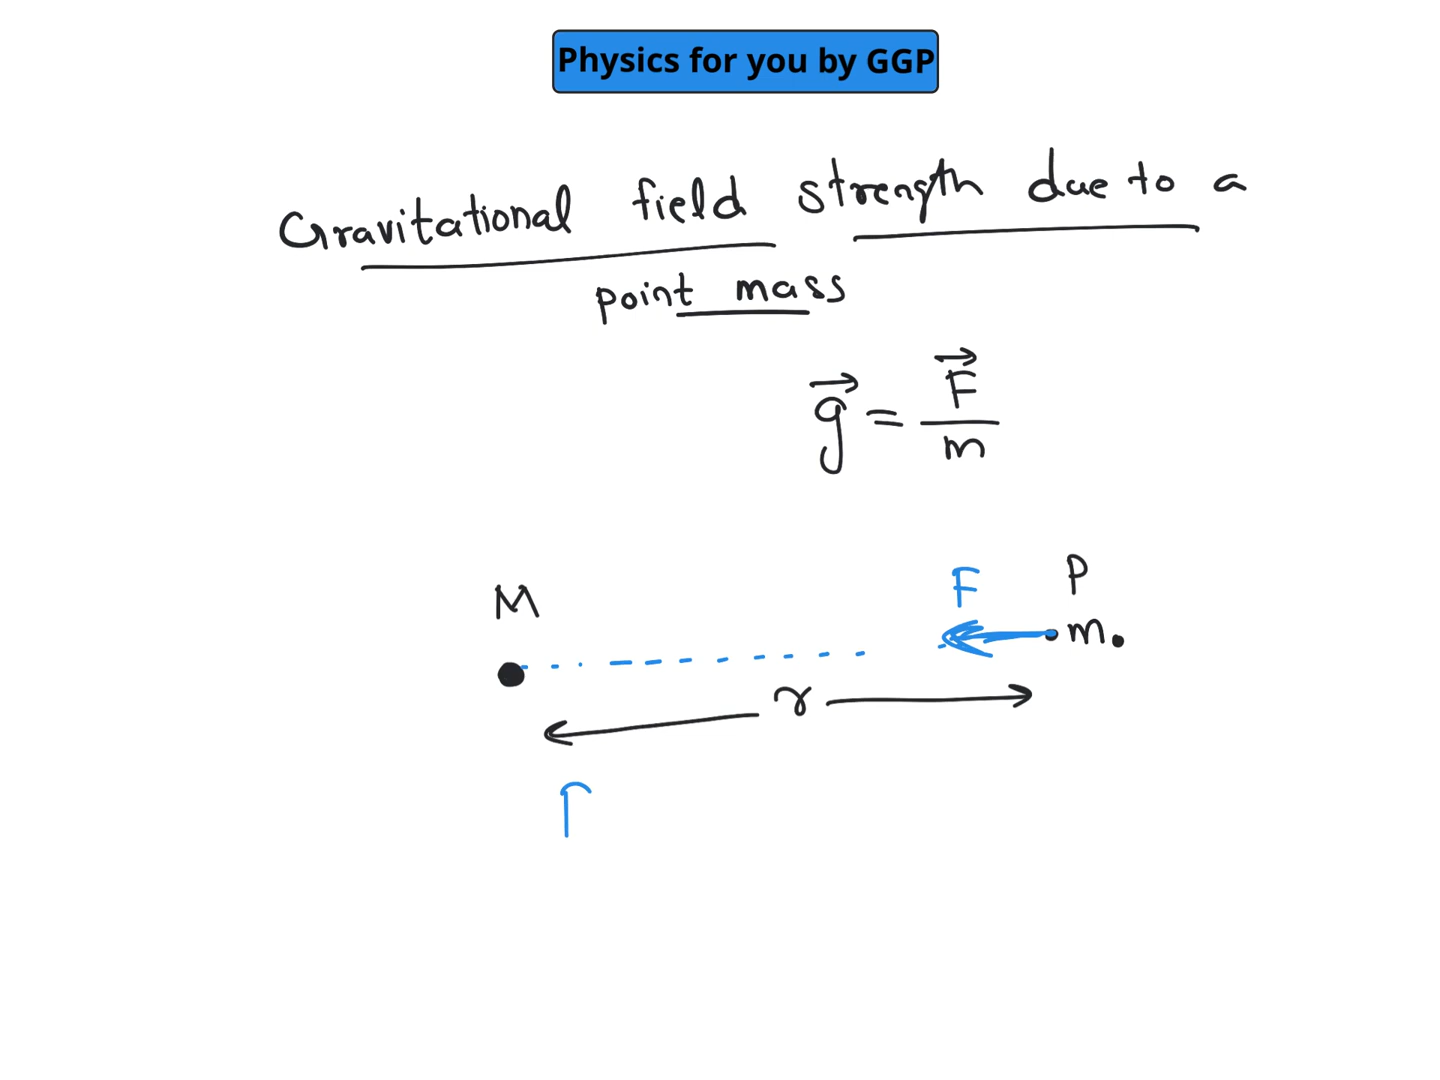 Physics for you by GGP
Gravitational field strength due to a
point mass
g⃗ = F⃗ / m
M F P
m.
r